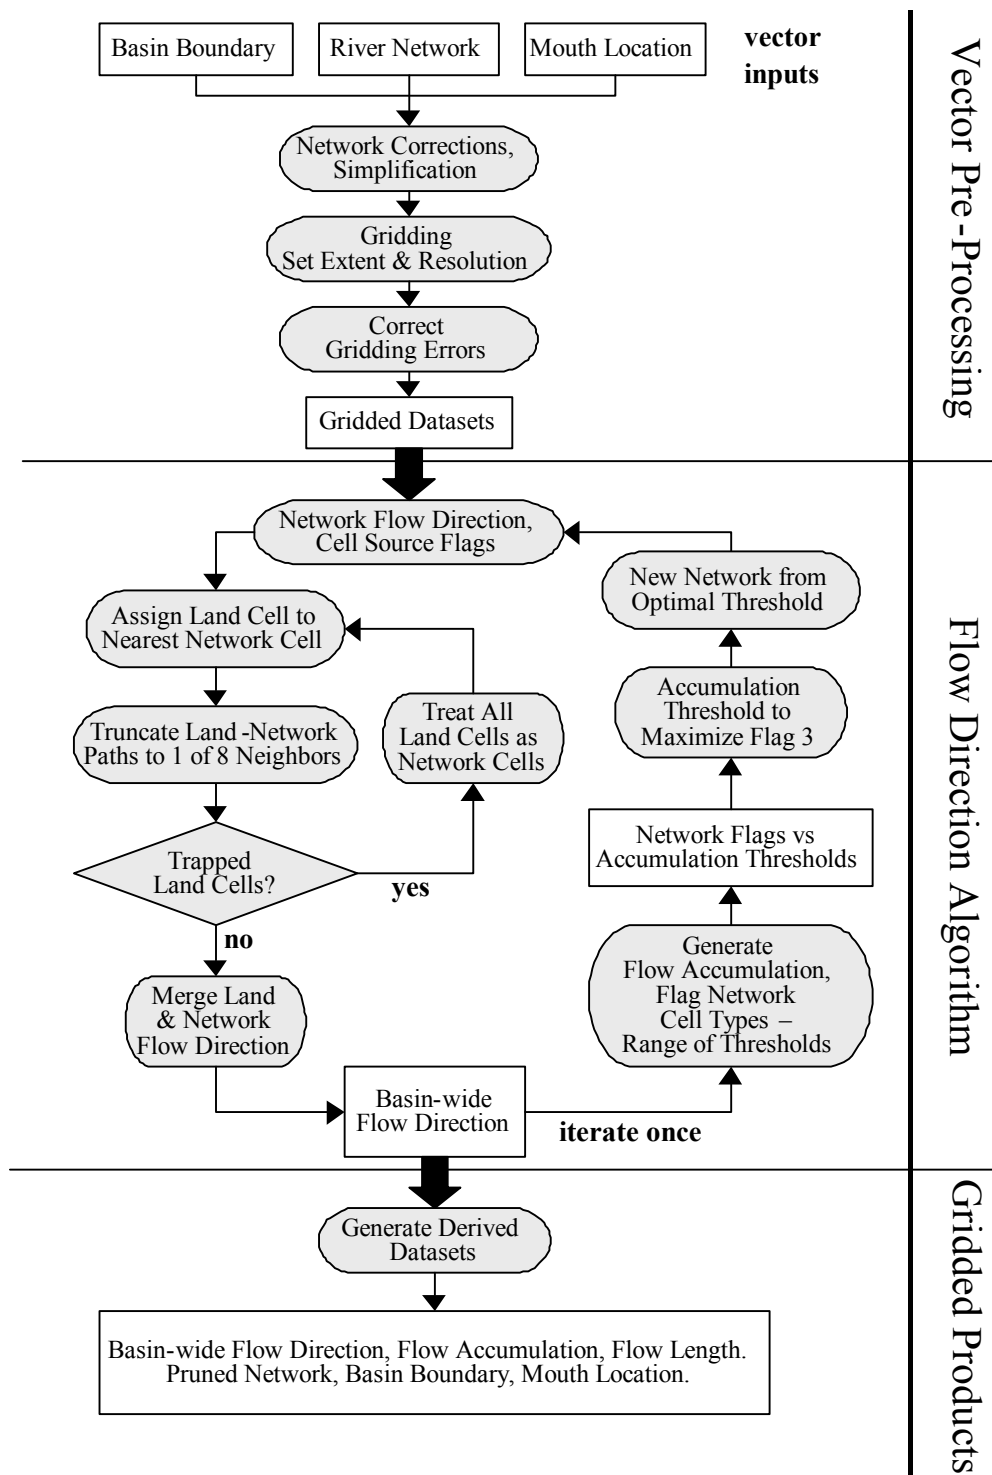 Basin Boundary
River Network
Mouth Location
vector
inputs
Network Corrections,
Simplification
Gridding
Set Extent & Resolution
Correct
Gridding Errors
Gridded Datasets
Vector Pre-Processing
Network Flow Direction,
Cell Source Flags
Assign Land Cell to
Nearest Network Cell
Truncate Land-Network
Paths to 1 of 8 Neighbors
Trapped
Land Cells?
yes
no
Treat All
Land Cells as
Network Cells
Merge Land
& Network
Flow Direction
Basin-wide
Flow Direction
iterate once
Generate
Flow Accumulation,
Flag Network
Cell Types –
Range of Thresholds
Network Flags vs
Accumulation Thresholds
Accumulation
Threshold to
Maximize Flag 3
New Network from
Optimal Threshold
Flow Direction Algorithm
Generate Derived
Datasets
Basin-wide Flow Direction, Flow Accumulation, Flow Length.
Pruned Network, Basin Boundary, Mouth Location.
Gridded Products